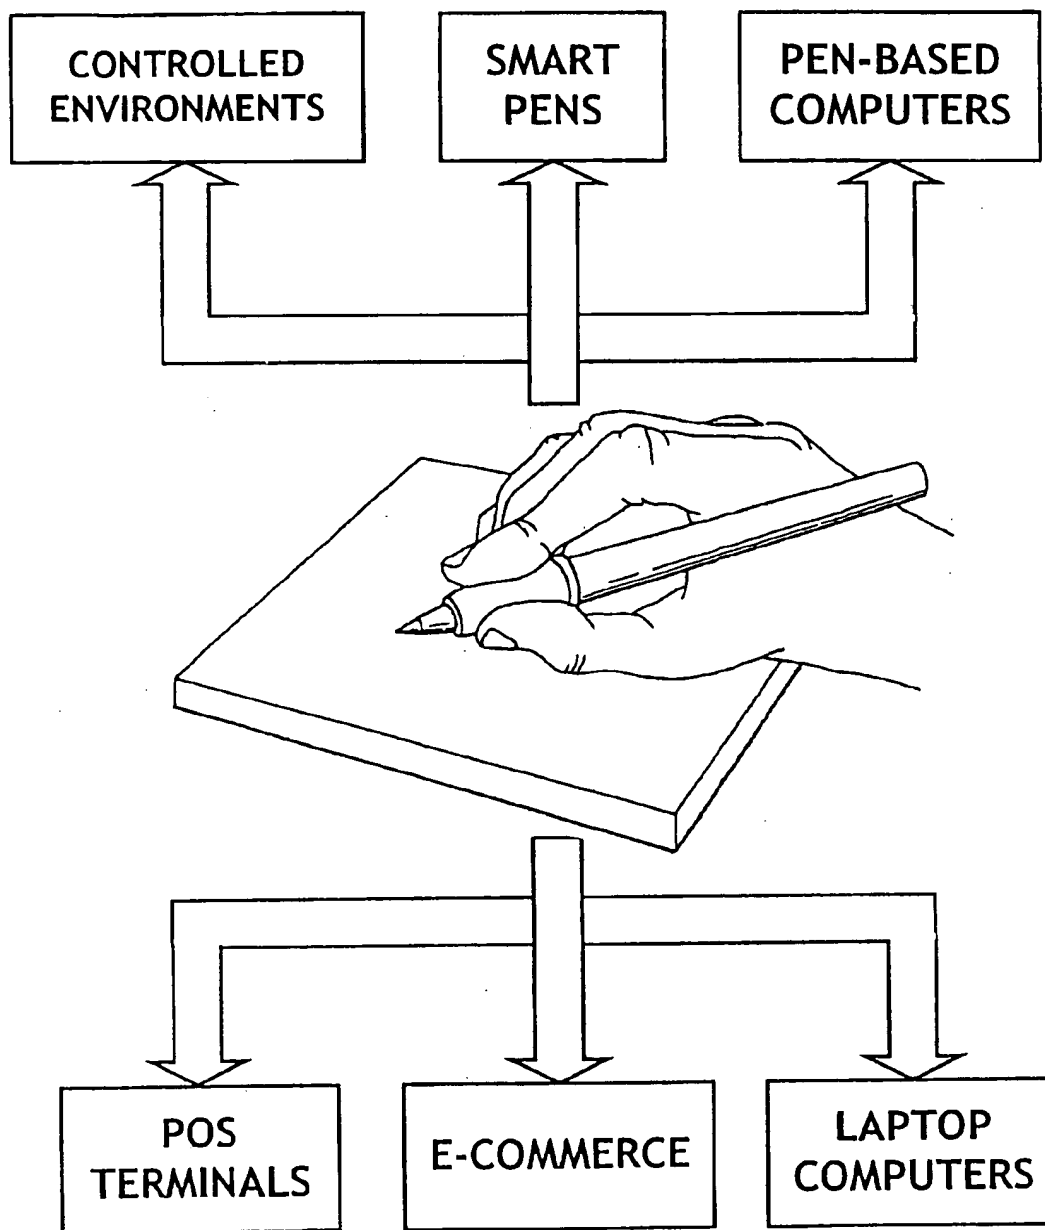 CONTROLLED
ENVIRONMENTS
SMART
PENS
PEN-BASED
COMPUTERS
POS
TERMINALS
E-COMMERCE
LAPTOP
COMPUTERS